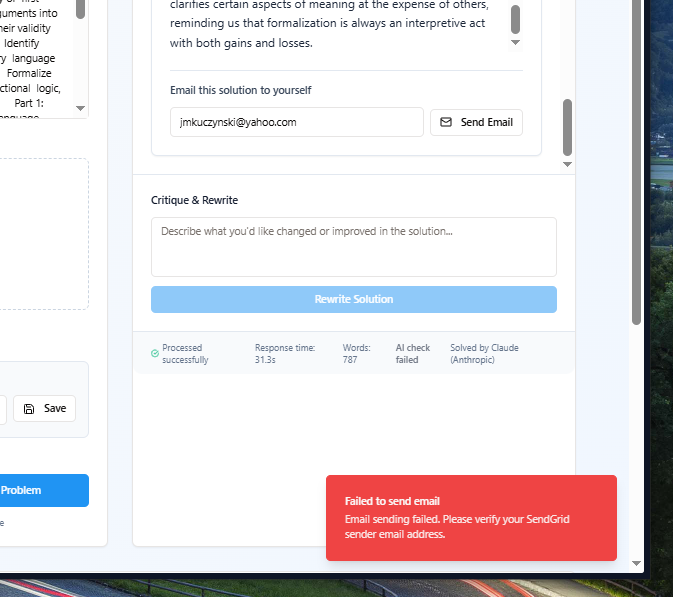 of first
guments into
heir validity
Identify
ry language
Formalize
ctional logic,
Part 1:
Problem
Save
clarifies certain aspects of meaning at the expense of others,
reminding us that formalization is always an interpretive act
with both gains and losses.
Email this solution to yourself
jmkuczynski@yahoo.com
Send Email
Critique & Rewrite
Describe what you'd like changed or improved in the solution...
Rewrite Solution
Processed successfully
Response time: 31.3s
Words: 787
AI check failed
Solved by Claude (Anthropic)
Failed to send email
Email sending failed. Please verify your SendGrid
sender email address.